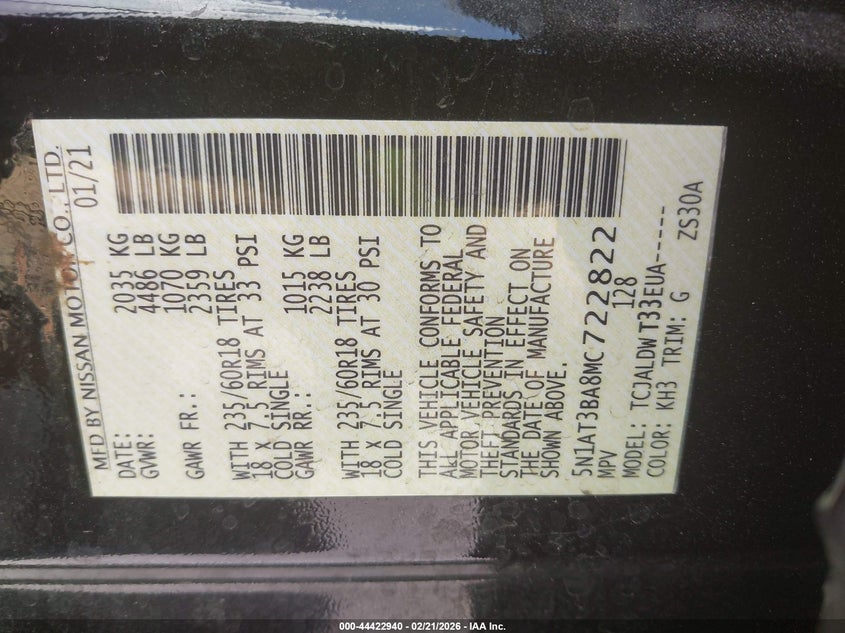 MFD BY NISSAN MOTOR CO., LTD.
DATE: 01/21
GVWR: 2035 KG
4486 LB
GAWR FR.: 1070 KG
2359 LB
WITH 235/60R18 TIRES
18 X 7.5 RIMS AT 33 PSI
COLD SINGLE
GAWR RR.: 1015 KG
2238 LB
WITH 235/60R18 TIRES
18 X 7.5 RIMS AT 30 PSI
COLD SINGLE
THIS VEHICLE CONFORMS TO
ALL APPLICABLE FEDERAL
MOTOR VEHICLE SAFETY AND
THEFT PREVENTION
STANDARDS IN EFFECT ON
THE DATE OF MANUFACTURE
SHOWN ABOVE.
5N1AT3BA8MC722822
MPV 128
MODEL: TCJALDWT33EUA-----
COLOR: KH3 TRIM: G ZS30A
000-44422940 - 02/21/2026 - IAA Inc.